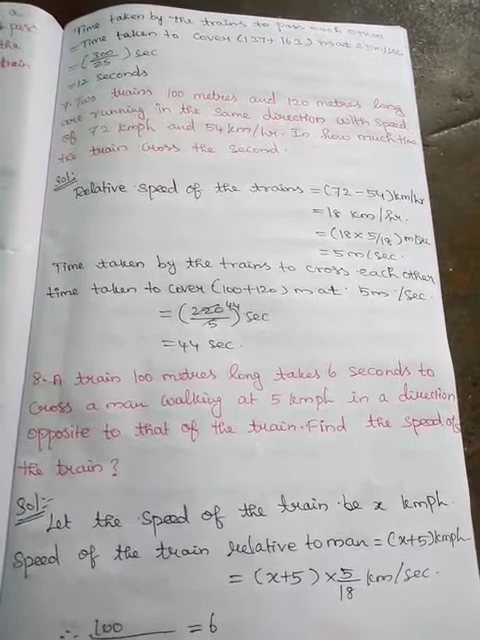 a
pass
the
train
Time taken by the trains to pass each other
= Time taken to cover (137+163) m at 25 m/sec
= (300/25) sec
= 12 seconds
7. Two trains 100 metres and 120 metres long
are running in the same direction with speed
of 72 kmph and 54 km/hr. In how much time
the train cross the second.
Sol:
Relative speed of the trains = (72-54) km/hr
= 18 km/hr.
= (18 x 5/18) m/sec
= 5 m/sec.
Time taken by the trains to cross each other
time taken to cover (100+120) m at 5m/sec.
= (220/5) 44 sec
= 44 sec.
8. A train 100 metres long takes 6 seconds to
cross a man walking at 5 kmph in a direction
opposite to that of the train. Find the speed of
the train?
Sol:-
Let the speed of the train be x kmph.
Speed of the train relative to man = (x+5) kmph
= (x+5) x 5/18 km/sec.
∴ 100 = 6